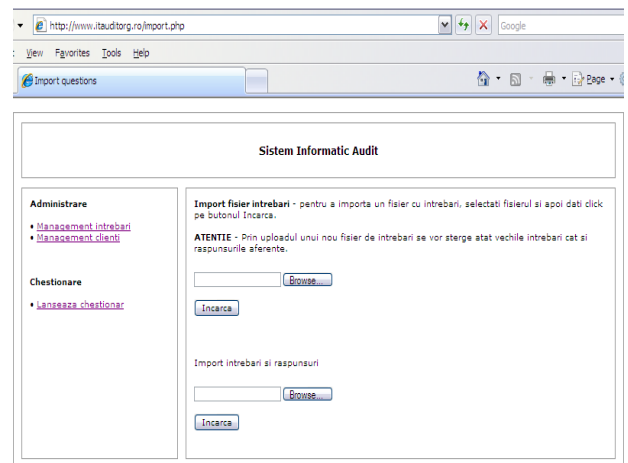 http://www.itauditorg.ro/import.php
Google
View Favorites Tools Help
Import questions
Page
Sistem Informatic Audit
Administrare
• Management intrebari
• Management clienti
Chestionare
• Lanseaza chestionar
Import fisier intrebari - pentru a importa un fisier cu intrebari, selectati fisierul si apoi dati click
pe butonul Incarca.
ATENTIE - Prin uploadul unui nou fisier de intrebari se vor sterge atat vechile intrebari cat si
raspunsurile aferente.
Browse...
Incarca
Import intrebari si raspunsuri
Browse...
Incarca